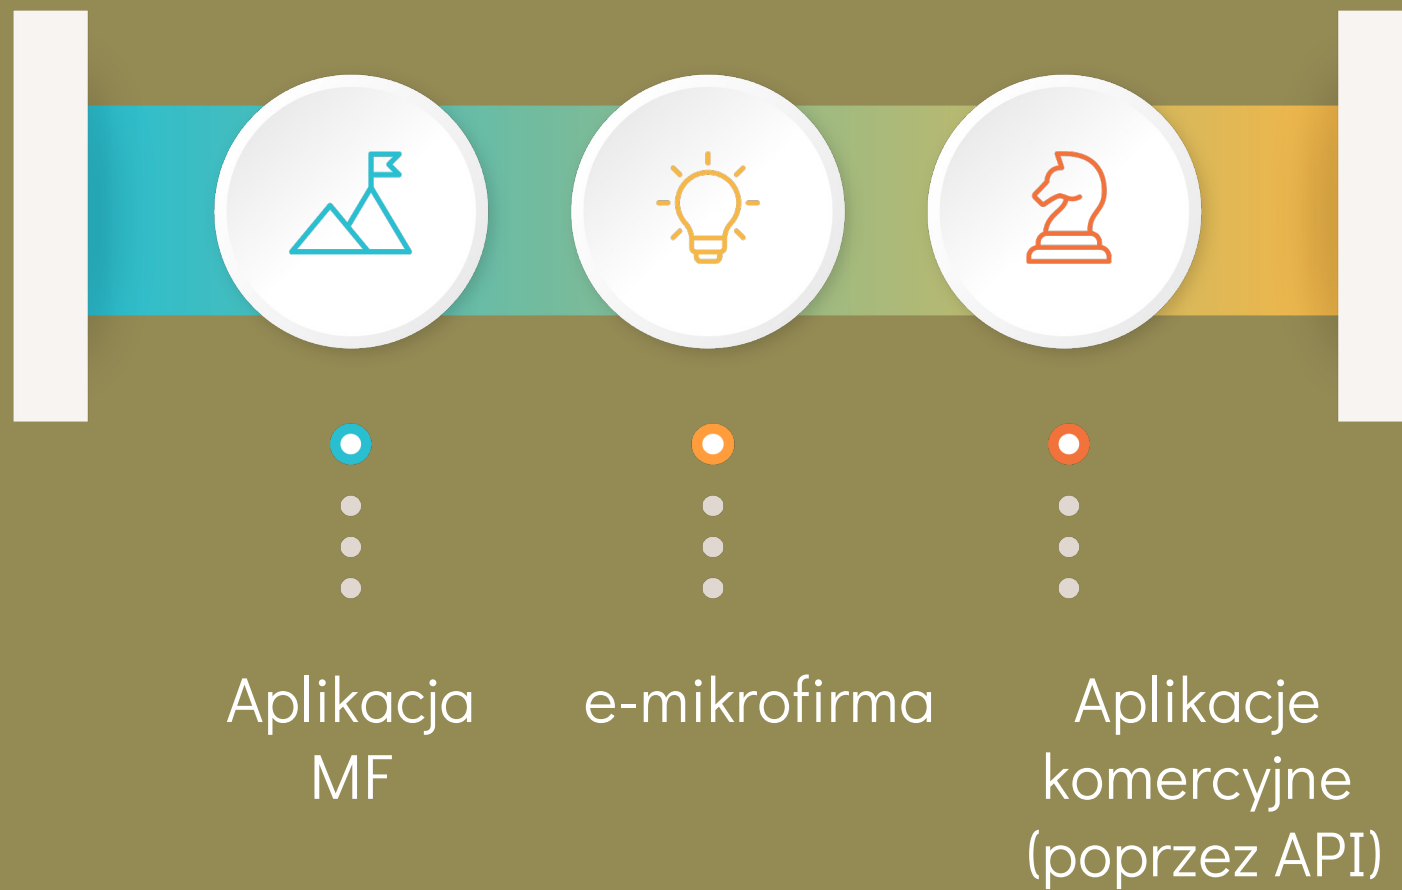 Aplikacja
MF
e-mikrofirma
Aplikacje
komercyjne
(poprzez API)